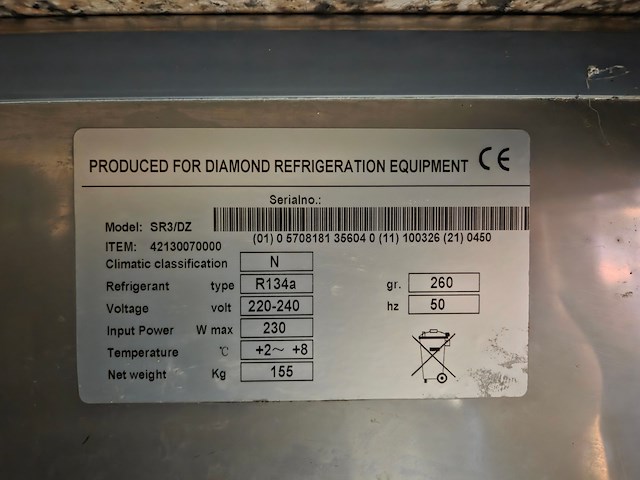 PRODUCED FOR DIAMOND REFRIGERATION EQUIPMENT CE
Serialno.:
Model: SR3/DZ
(01) 0 5708181 35604 0 (11) 100326 (21) 0450
ITEM: 42130070000
Climatic classification N
Refrigerant type R134a gr. 260
Voltage volt 220-240 hz 50
Input Power W max 230
Temperature ℃ +2～ +8
Net weight Kg 155